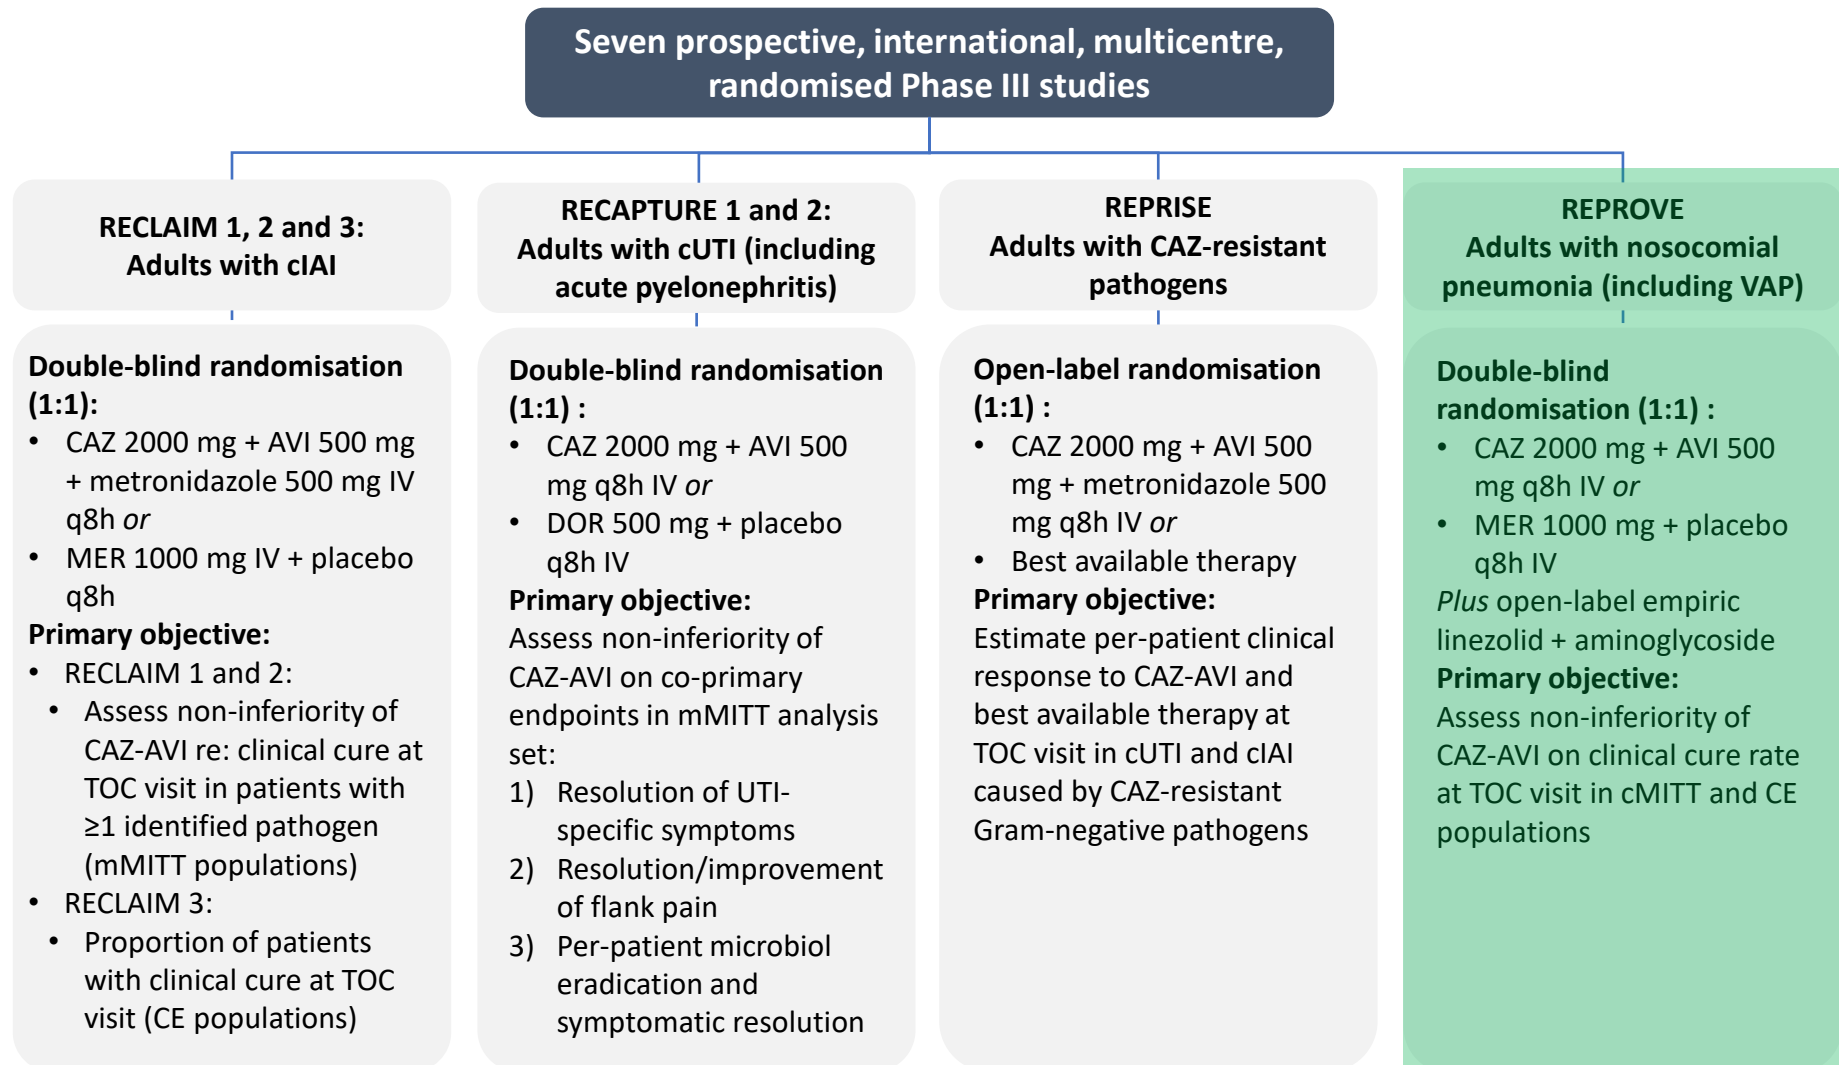 Seven prospective, international, multicentre,
randomised Phase III studies
RECLAIM 1, 2 and 3:
Adults with cIAI
Double-blind randomisation
(1:1):
• CAZ 2000 mg + AVI 500 mg
+ metronidazole 500 mg IV
q8h or
• MER 1000 mg IV + placebo
q8h
Primary objective:
• RECLAIM 1 and 2:
• Assess non-inferiority of
CAZ-AVI re: clinical cure at
TOC visit in patients with
≥1 identified pathogen
(mMITT populations)
• RECLAIM 3:
• Proportion of patients
with clinical cure at TOC
visit (CE populations)
RECAPTURE 1 and 2:
Adults with cUTI (including
acute pyelonephritis)
Double-blind randomisation
(1:1) :
• CAZ 2000 mg + AVI 500
mg q8h IV or
• DOR 500 mg + placebo
q8h IV
Primary objective:
Assess non-inferiority of
CAZ-AVI on co-primary
endpoints in mMITT analysis
set:
1) Resolution of UTI-
specific symptoms
2) Resolution/improvement
of flank pain
3) Per-patient microbiol
eradication and
symptomatic resolution
REPRISE
Adults with CAZ-resistant
pathogens
Open-label randomisation
(1:1) :
• CAZ 2000 mg + AVI 500
mg + metronidazole 500
mg q8h IV or
• Best available therapy
Primary objective:
Estimate per-patient clinical
response to CAZ-AVI and
best available therapy at
TOC visit in cUTI and cIAI
caused by CAZ-resistant
Gram-negative pathogens
REPROVE
Adults with nosocomial
pneumonia (including VAP)
Double-blind
randomisation (1:1) :
• CAZ 2000 mg + AVI 500
mg q8h IV or
• MER 1000 mg + placebo
q8h IV
Plus open-label empiric
linezolid + aminoglycoside
Primary objective:
Assess non-inferiority of
CAZ-AVI on clinical cure rate
at TOC visit in cMITT and CE
populations